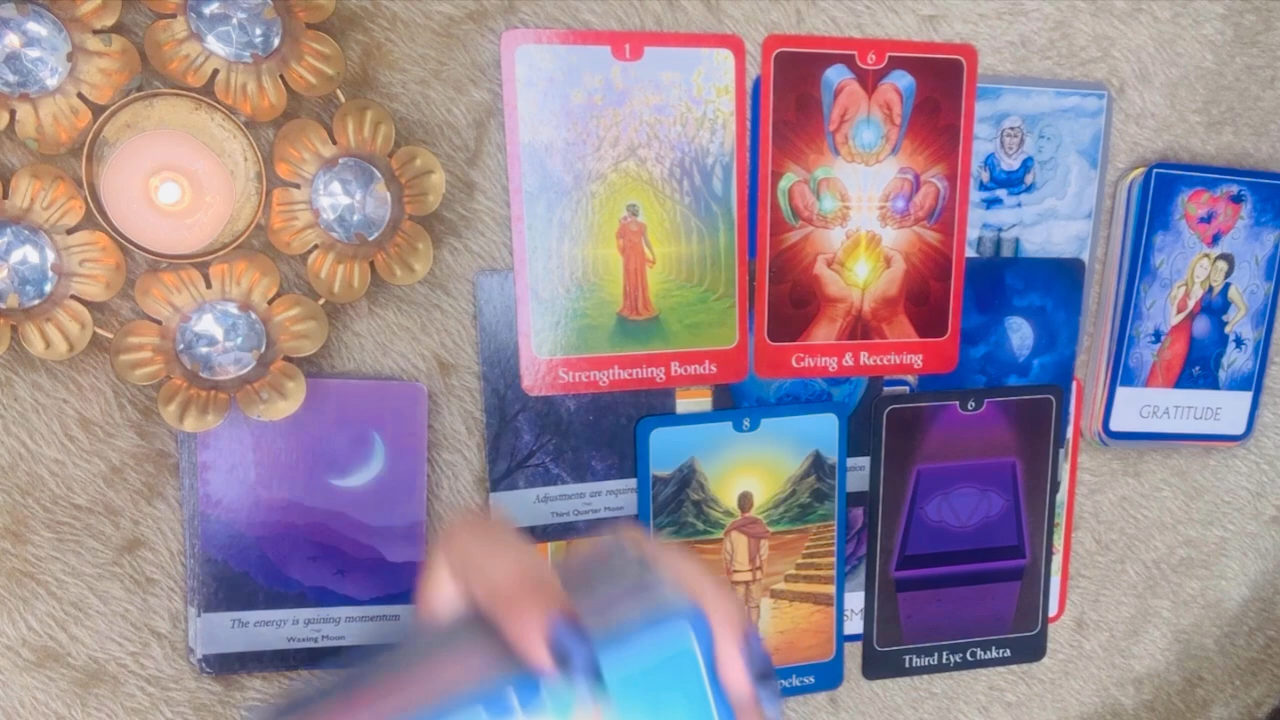 1
6
Strengthening Bonds
Giving & Receiving
GRATITUDE
8
6
Adjustments are required
Third Quarter Moon
The energy is gaining momentum
Waxing Moon
Third Eye Chakra